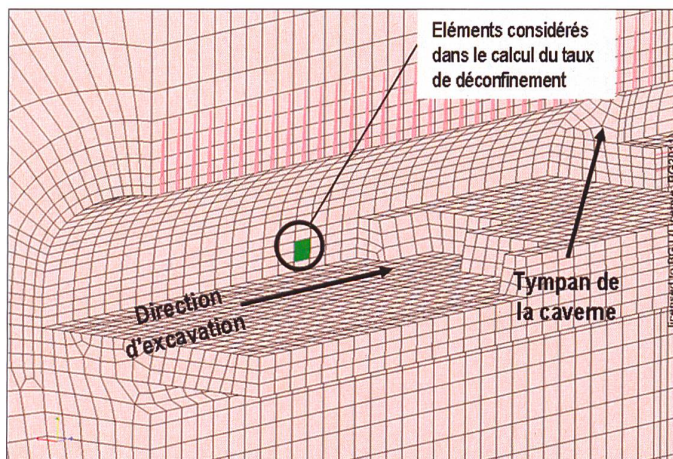 Eléments considérés
dans le calcul du taux
de déconfinement
Direction
d'excavation
Tympan de
la caverne